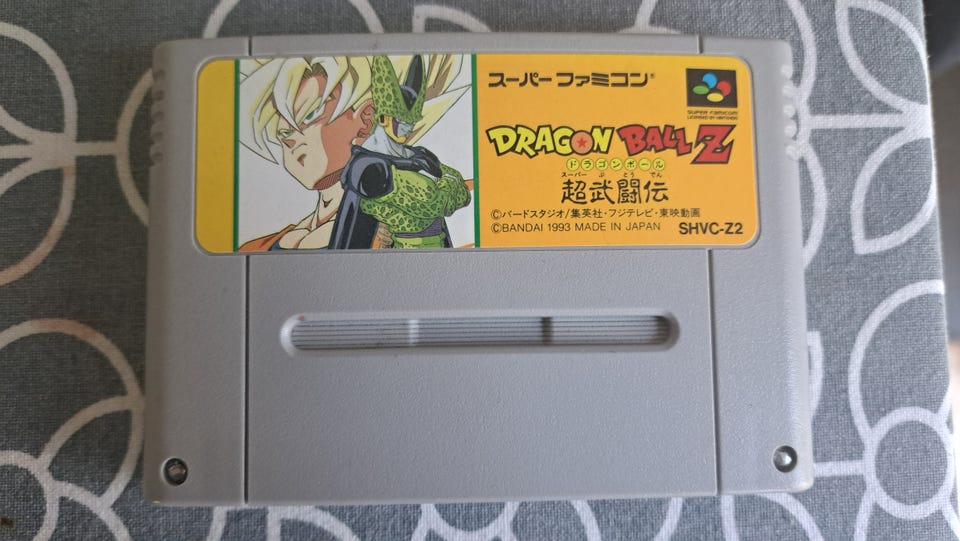 スーパーファミコン®
SUPER FAMICOM
LICENSED BY NINTENDO
DRAGON BALL Z
ドラゴンボール
スーパー ぶ とう でん
超武闘伝
©バードスタジオ/集英社・フジテレビ・東映動画
©BANDAI 1993 MADE IN JAPAN SHVC-Z2